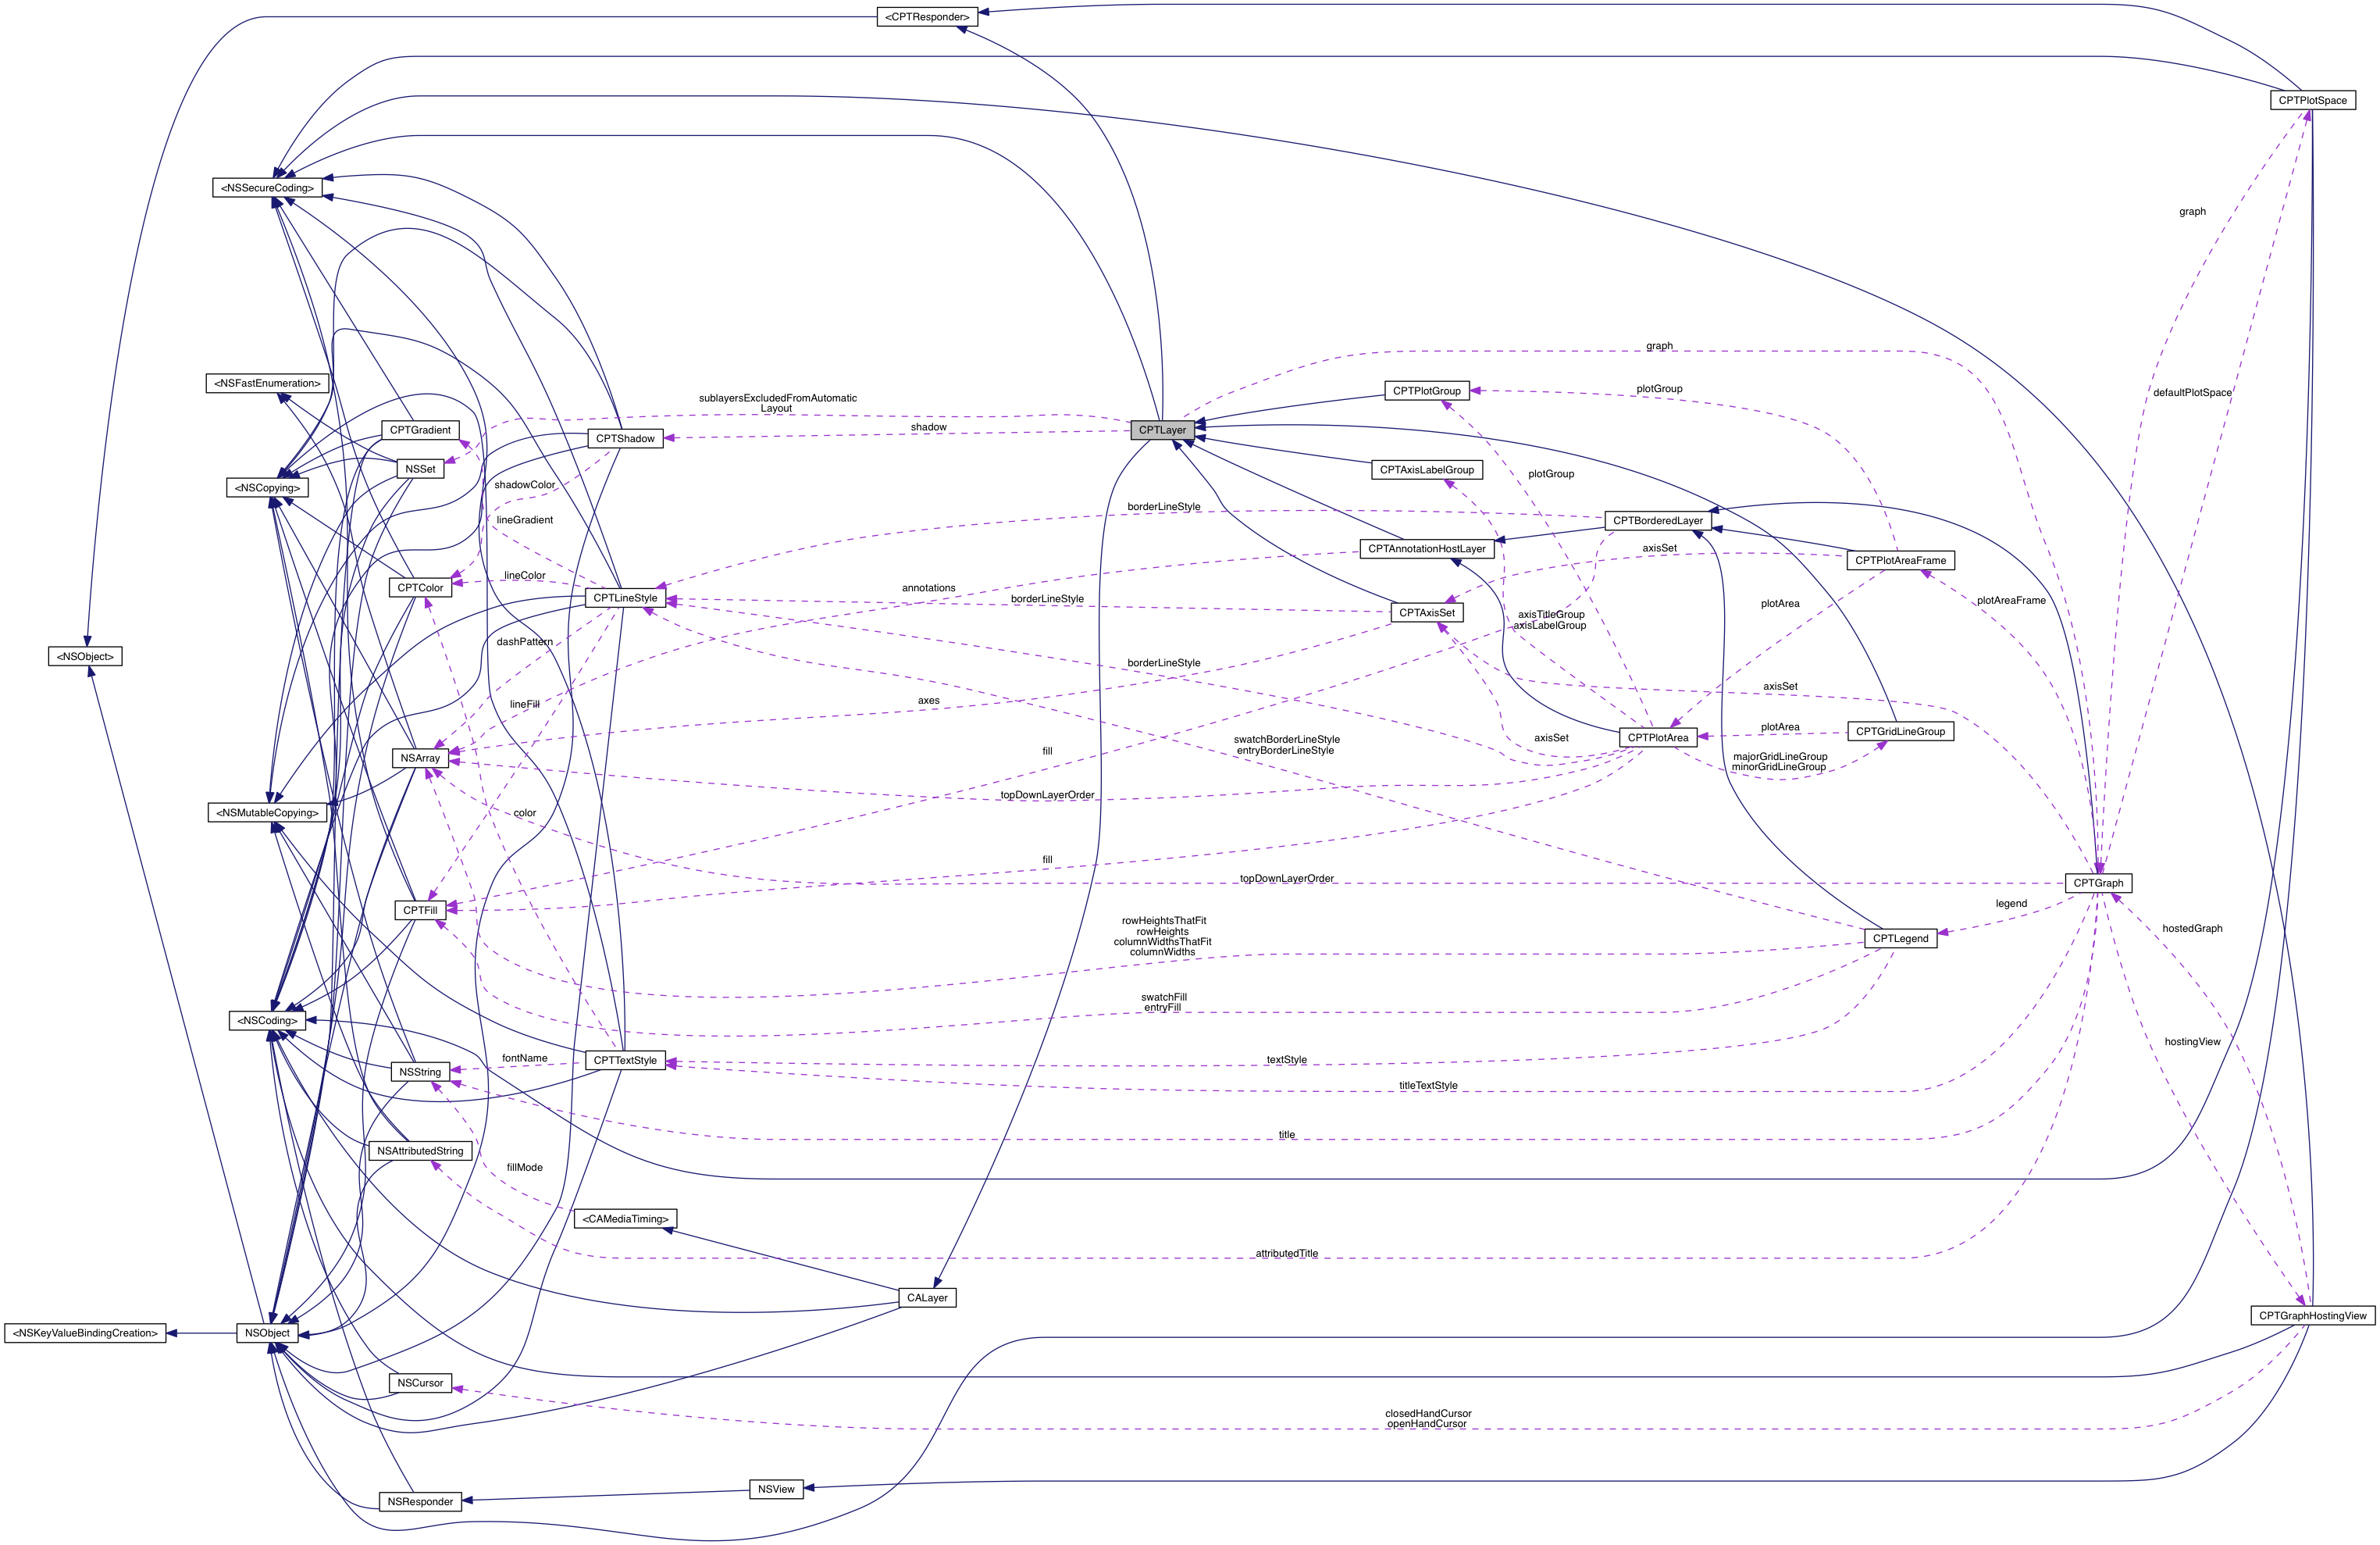 <CPTResponder>
CPTPlotSpace
<NSSecureCoding>
graph
graph
<NSFastEnumeration>
CPTPlotGroup
plotGroup
defaultPlotSpace
sublayersExcludedFromAutomatic
Layout
CPTGradient
CPTShadow
shadow
CPTLayer
NSSet
CPTAxisLabelGroup
plotGroup
<NSCopying>
shadowColor
lineGradient
borderLineStyle
CPTBorderedLayer
CPTAnnotationHostLayer
axisSet
CPTPlotAreaFrame
CPTColor
lineColor
CPTLineStyle
annotations
borderLineStyle
CPTAxisSet
axisTitleGroup
axisLabelGroup
plotArea
plotAreaFrame
dashPattern
<NSObject>
borderLineStyle
lineFill
axes
axisSet
swatchBorderLineStyle
entryBorderLineStyle
fill
axisSet
CPTPlotArea
plotArea
CPTGridLineGroup
NSArray
majorGridLineGroup
minorGridLineGroup
topDownLayerOrder
<NSMutableCopying>
color
fill
topDownLayerOrder
CPTGraph
CPTFill
legend
rowHeightsThatFit
rowHeights
columnWidthsThatFit
columnWidths
CPTLegend
hostedGraph
swatchFill
entryFill
<NSCoding>
fontName
CPTTextStyle
textStyle
hostingView
NSString
titleTextStyle
title
NSAttributedString
fillMode
<CAMediaTiming>
attributedTitle
CALayer
CPTGraphHostingView
<NSKeyValueBindingCreation>
NSObject
NSCursor
closedHandCursor
openHandCursor
NSView
NSResponder